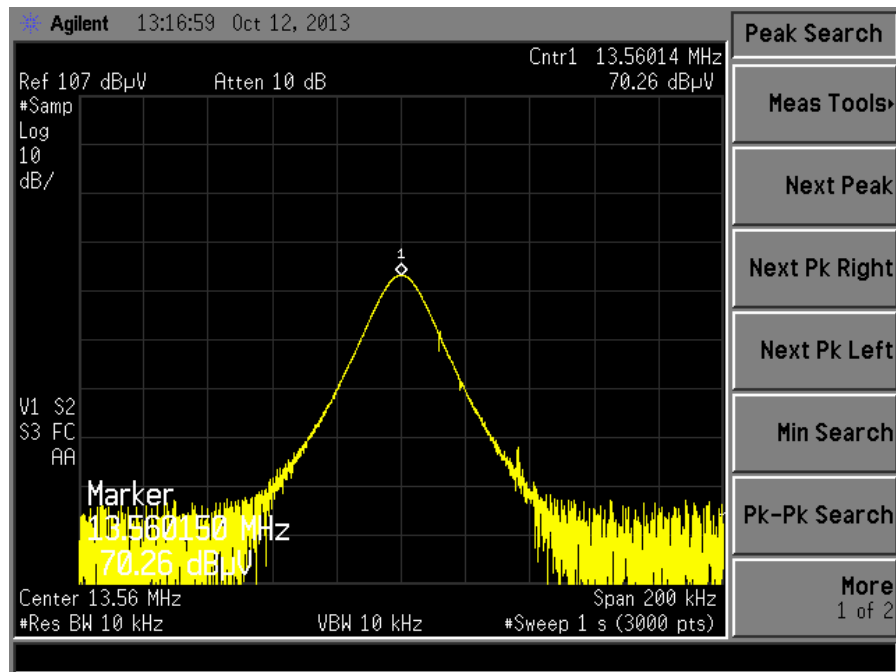 Agilent 13:16:59 Oct 12, 2013
Peak Search
Cntr1 13.56014 MHz
Ref 107 dBµV Atten 10 dB 70.26 dBµV
#Samp
Log
10
dB/
1
V1 S2
S3 FC
AA
Marker
13.560150 MHz
70.26 dBµV
Center 13.56 MHz Span 200 kHz
#Res BW 10 kHz VBW 10 kHz #Sweep 1 s (3000 pts)
Meas Tools
Next Peak
Next Pk Right
Next Pk Left
Min Search
Pk-Pk Search
More
1 of 2